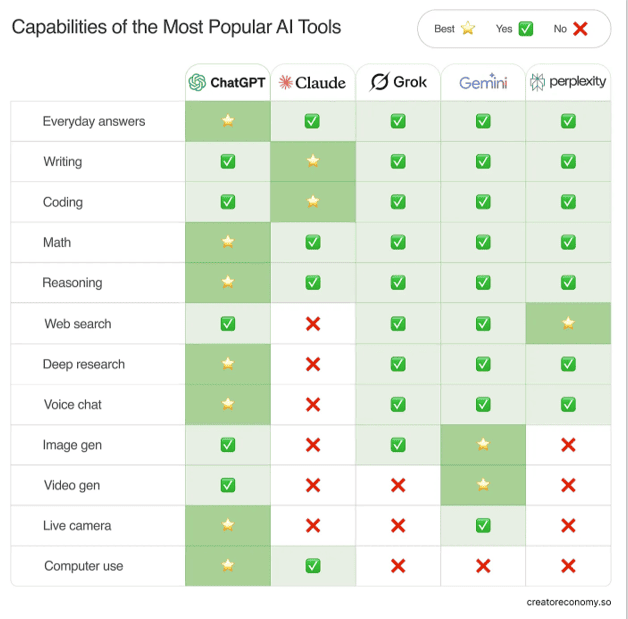 Capabilities of the Most Popular AI Tools
Best ⭐ Yes ✅ No ❌
ChatGPT Claude Grok Gemini perplexity
Everyday answers ⭐ ✅ ✅ ✅ ✅
Writing ✅ ⭐ ✅ ✅ ✅
Coding ✅ ⭐ ✅ ✅ ✅
Math ⭐ ✅ ✅ ✅ ✅
Reasoning ⭐ ✅ ✅ ✅ ✅
Web search ✅ ❌ ✅ ✅ ⭐
Deep research ⭐ ❌ ✅ ✅ ✅
Voice chat ⭐ ❌ ✅ ✅ ✅
Image gen ✅ ❌ ✅ ⭐ ❌
Video gen ✅ ❌ ❌ ⭐ ❌
Live camera ⭐ ❌ ❌ ✅ ❌
Computer use ⭐ ✅ ❌ ❌ ❌
creatoreconomy.so